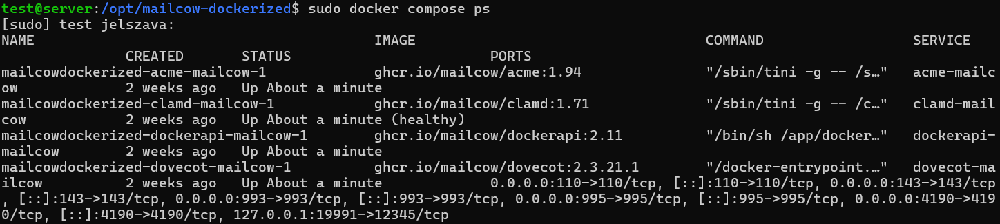 test@server:/opt/mailcow-dockerized$ sudo docker compose ps
[sudo] test jelszava:
NAME                                         IMAGE                                   COMMAND                  SERVICE
               CREATED       STATUS                        PORTS
mailcowdockerized-acme-mailcow-1             ghcr.io/mailcow/acme:1.94               "/sbin/tini -g -- /s…"   acme-mailc
ow             2 weeks ago   Up About a minute
mailcowdockerized-clamd-mailcow-1            ghcr.io/mailcow/clamd:1.71              "/sbin/tini -g -- /c…"   clamd-mail
cow            2 weeks ago   Up About a minute (healthy)
mailcowdockerized-dockerapi-mailcow-1        ghcr.io/mailcow/dockerapi:2.11          "/bin/sh /app/docker…"   dockerapi-
mailcow        2 weeks ago   Up About a minute
mailcowdockerized-dovecot-mailcow-1          ghcr.io/mailcow/dovecot:2.3.21.1        "/docker-entrypoint.…"   dovecot-ma
ilcow          2 weeks ago   Up About a minute             0.0.0.0:110->110/tcp, [::]:110->110/tcp, 0.0.0.0:143->143/tcp
, [::]:143->143/tcp, 0.0.0.0:993->993/tcp, [::]:993->993/tcp, 0.0.0.0:995->995/tcp, [::]:995->995/tcp, 0.0.0.0:4190->419
0/tcp, [::]:4190->4190/tcp, 127.0.0.1:19991->12345/tcp